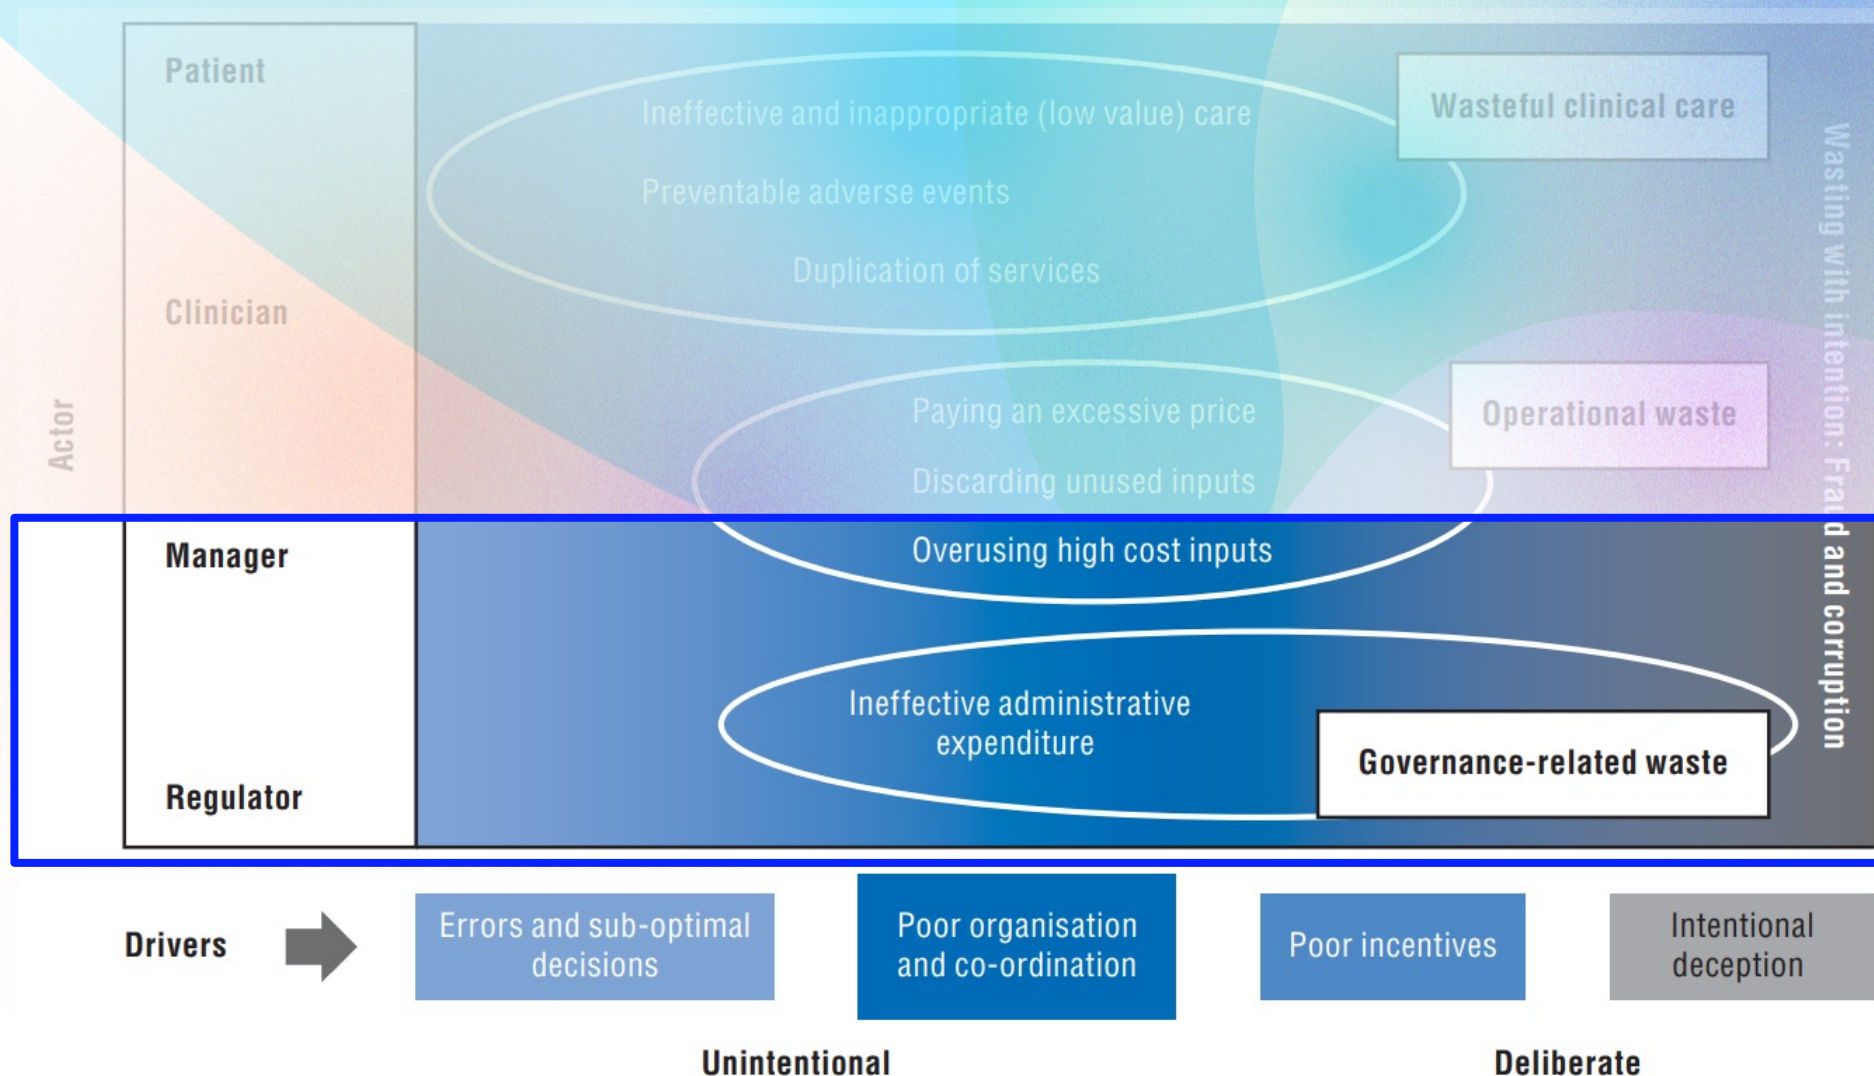 Patient
Ineffective and inappropriate (low value) care
Wasteful clinical care
Preventable adverse events
Duplication of services
Clinician
Actor
Paying an excessive price
Operational waste
Discarding unused inputs
Manager
Overusing high cost inputs
Wasting with intention: Fraud and corruption
Ineffective administrative
expenditure
Governance-related waste
Regulator
Drivers
Errors and sub-optimal
decisions
Poor organisation
and co-ordination
Poor incentives
Intentional
deception
Unintentional
Deliberate